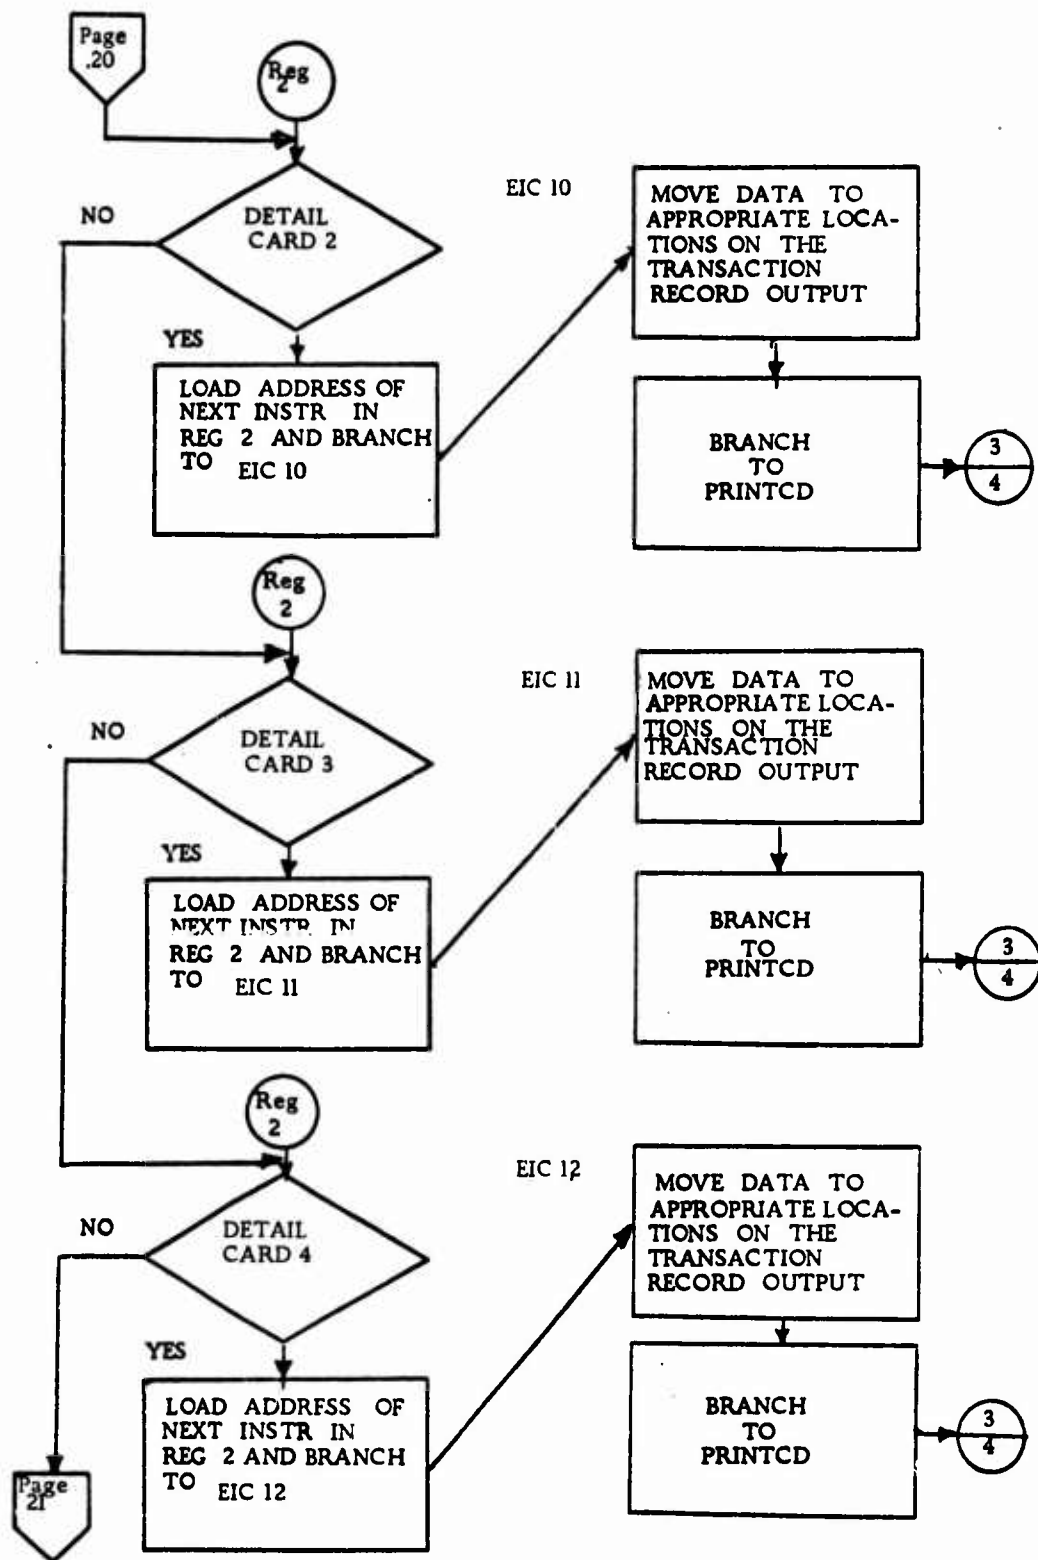 Page
.20
Reg
2
NO
DETAIL
CARD 2
YES
LOAD ADDRESS OF
NEXT INSTR IN
REG 2 AND BRANCH
TO EIC 10
EIC 10
MOVE DATA TO
APPROPRIATE LOCA-
TIONS ON THE
TRANSACTION
RECORD OUTPUT
BRANCH
TO
PRINTCD
3
4
Reg
2
NO
DETAIL
CARD 3
YES
LOAD ADDRESS OF
NEXT INSTR IN
REG 2 AND BRANCH
TO EIC 11
EIC 11
MOVE DATA TO
APPROPRIATE LOCA-
TIONS ON THE
TRANSACTION
RECORD OUTPUT
BRANCH
TO
PRINTCD
3
4
Reg
2
NO
DETAIL
CARD 4
YES
LOAD ADDRESS OF
NEXT INSTR IN
REG 2 AND BRANCH
TO EIC 12
EIC 12
MOVE DATA TO
APPROPRIATE LOCA-
TIONS ON THE
TRANSACTION
RECORD OUTPUT
BRANCH
TO
PRINTCD
3
4
Page
21